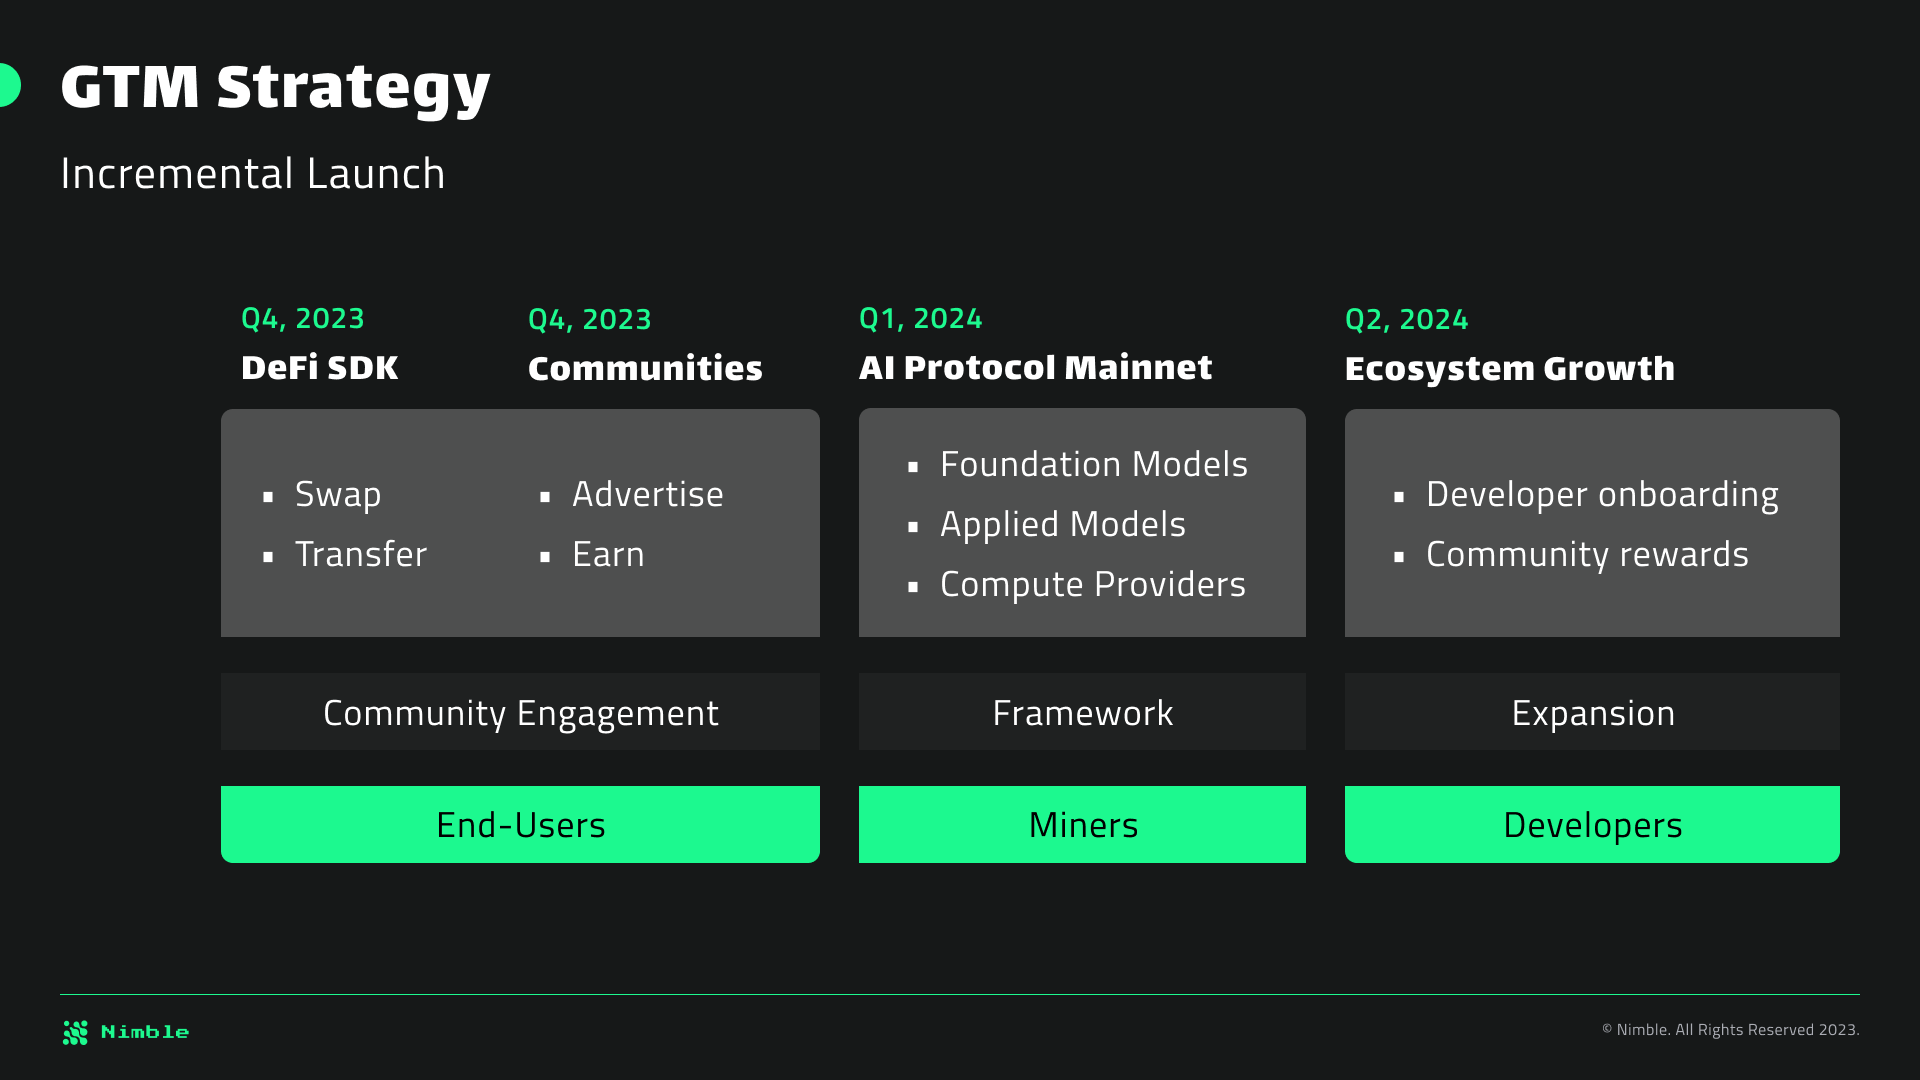 GTM Strategy
Incremental Launch
Q4, 2023
DeFi SDK
▪ Swap
▪ Transfer
Q4, 2023
Communities
▪ Advertise
▪ Earn
Community Engagement
End-Users
Q1, 2024
AI Protocol Mainnet
▪ Foundation Models
▪ Applied Models
▪ Compute Providers
Framework
Miners
Q2, 2024
Ecosystem Growth
▪ Developer onboarding
▪ Community rewards
Expansion
Developers
Nimble
© Nimble. All Rights Reserved 2023.